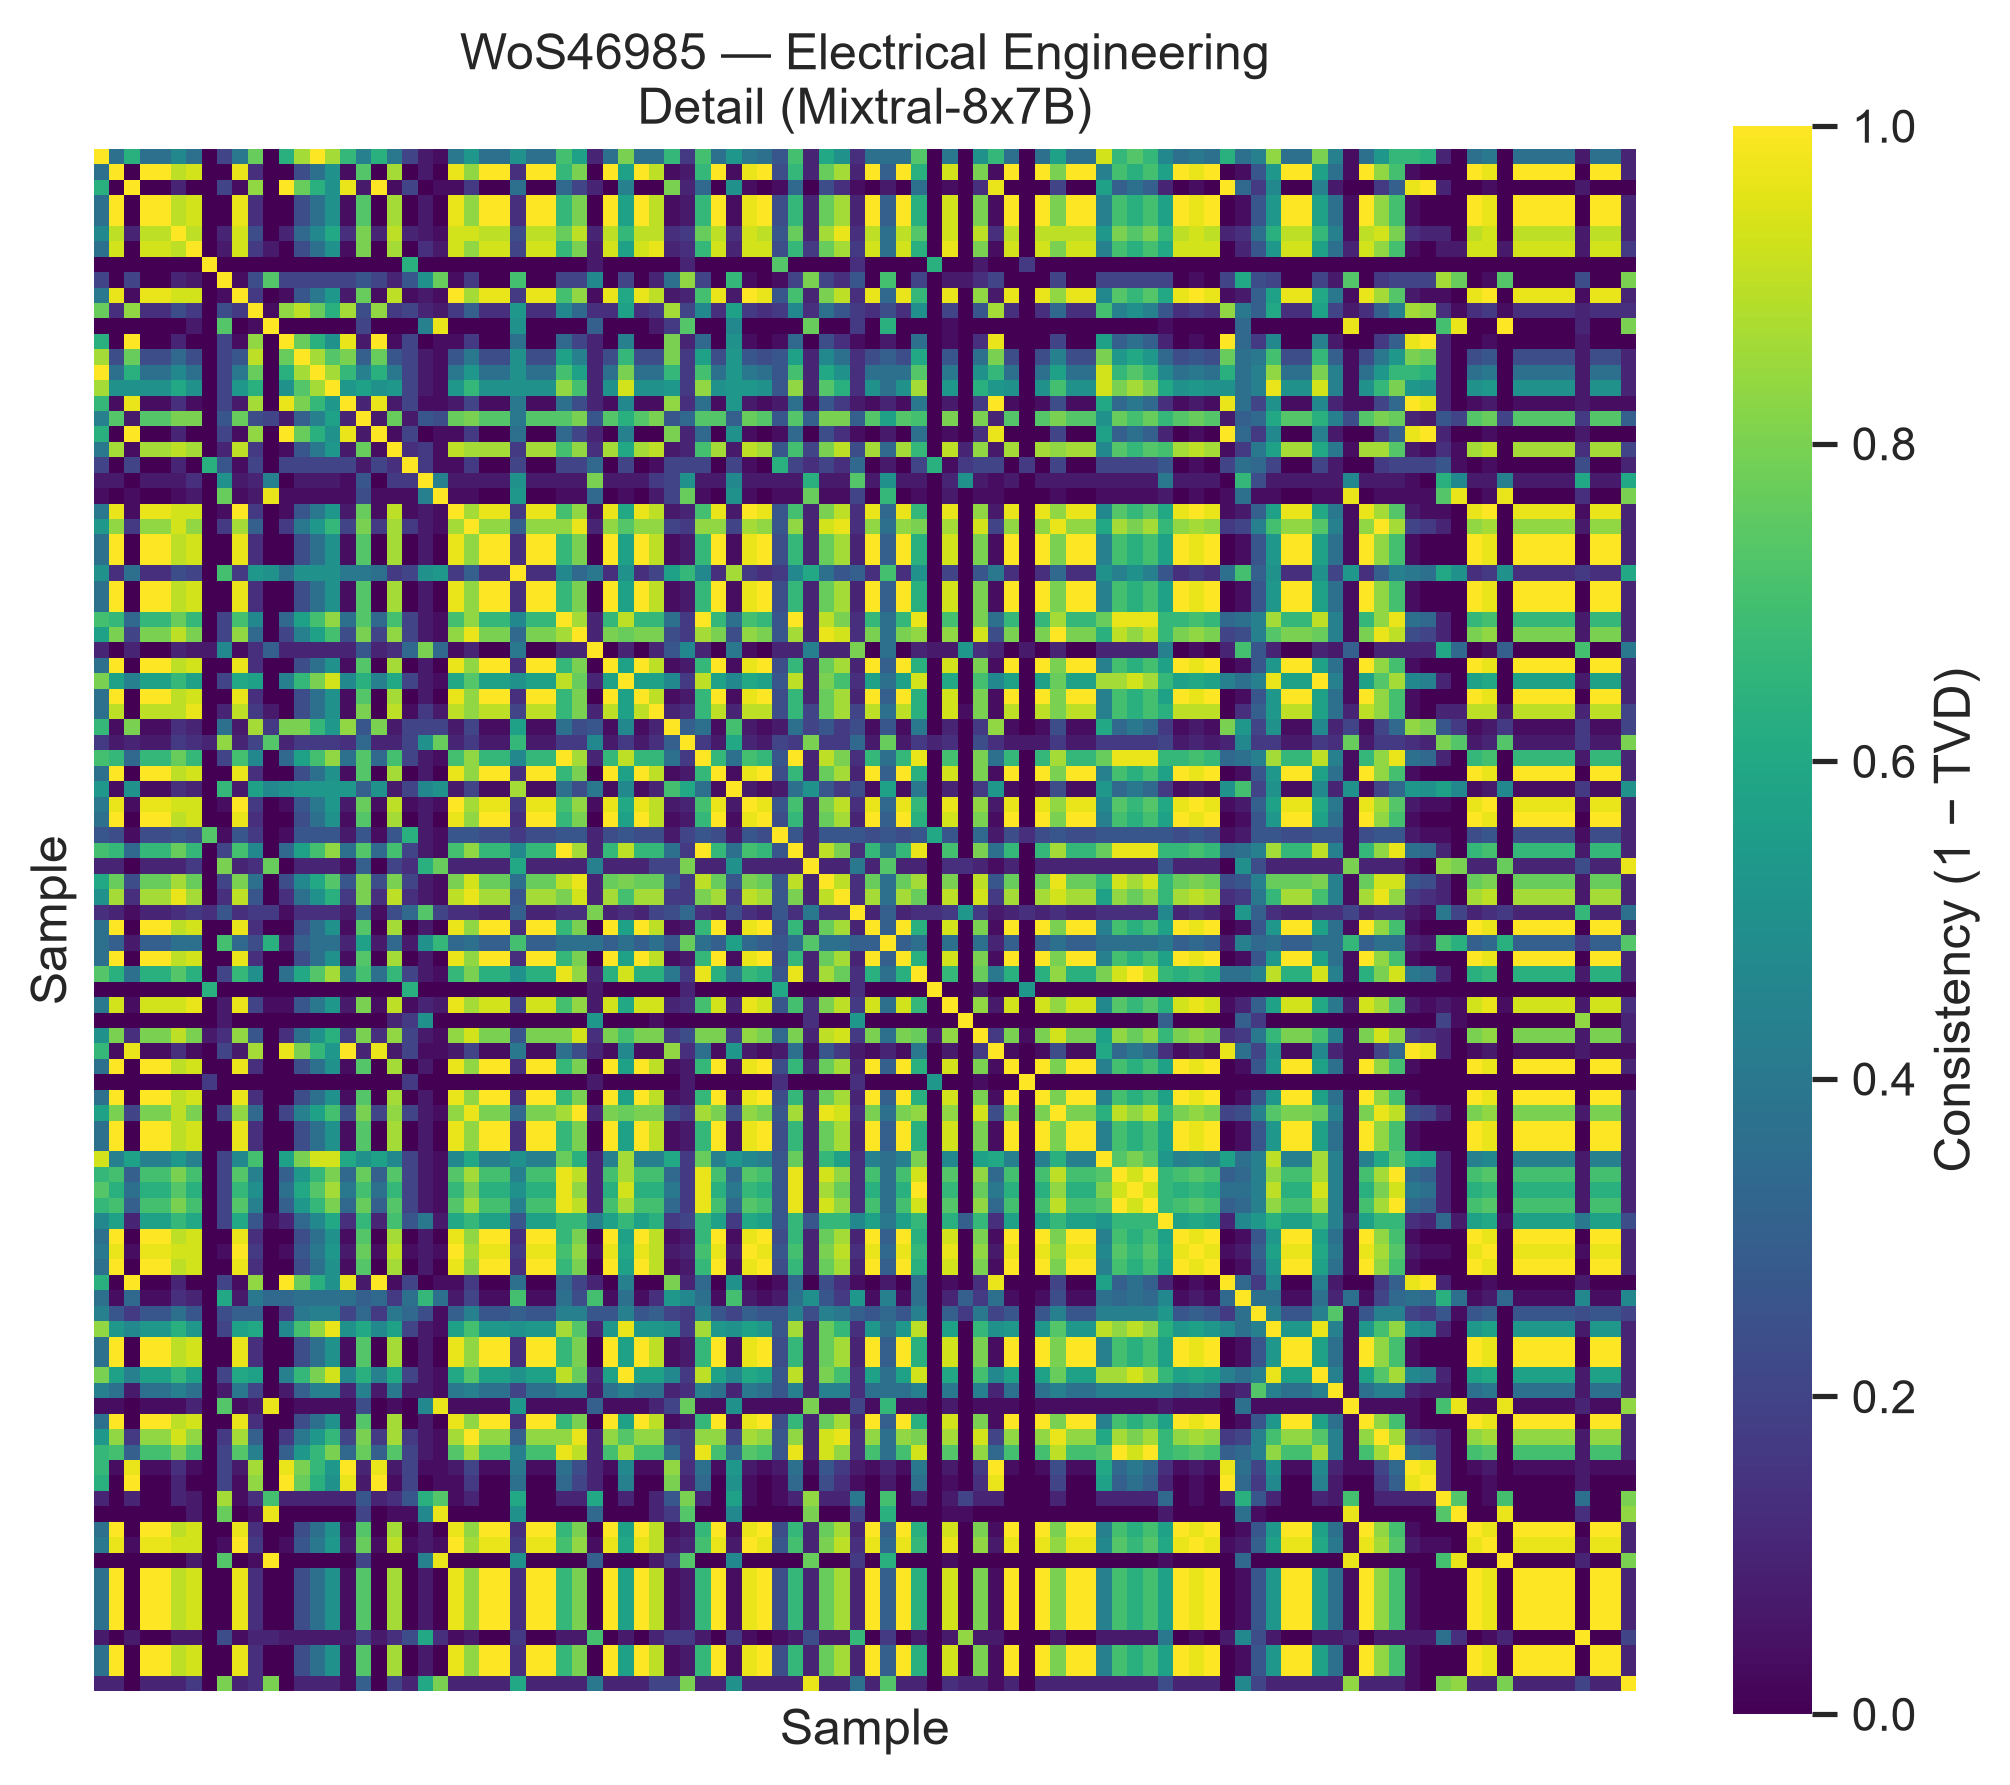 WoS46985 — Electrical Engineering
Detail (Mixtral-8x7B)
Sample
Sample
1.0
0.8
0.6
0.4
0.2
0.0
Consistency (1 − TVD)